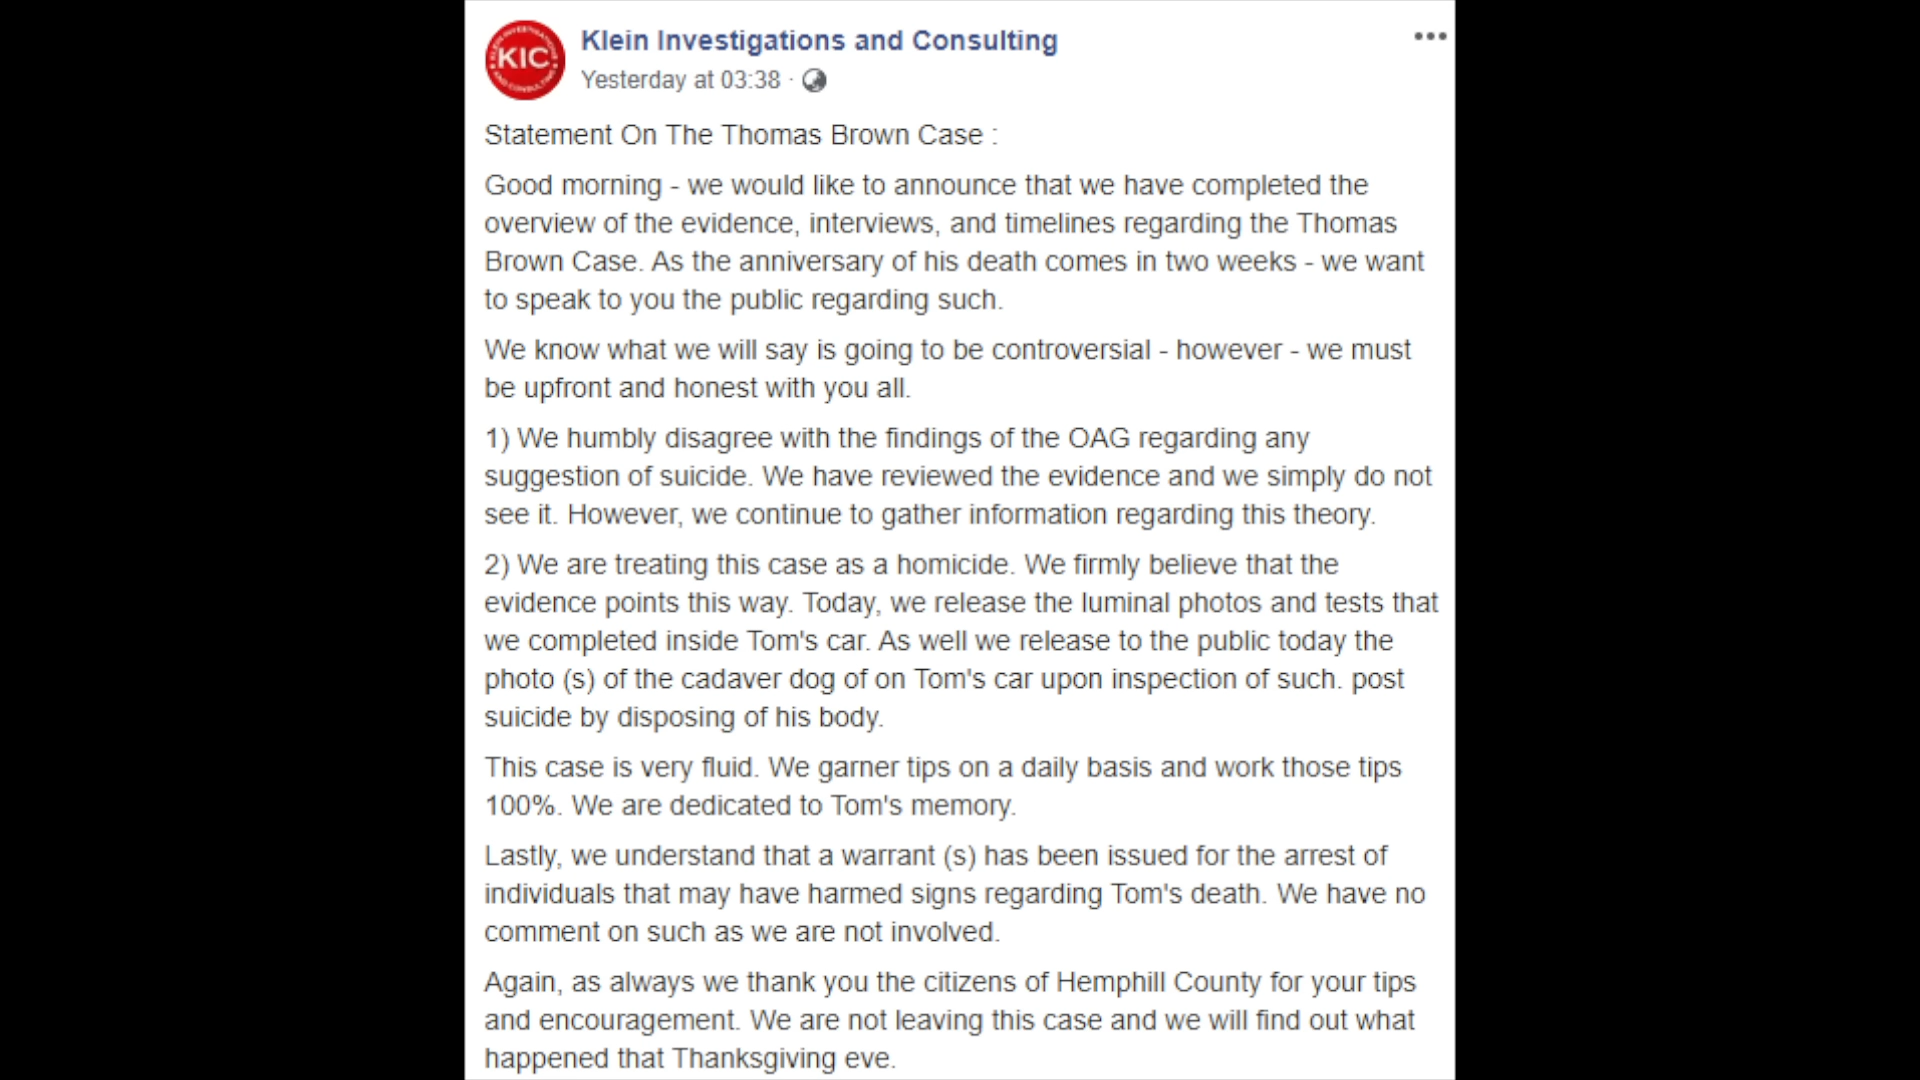 KLEIN INVESTIGATIONS
KIC
AND CONSULTING
Klein Investigations and Consulting
Yesterday at 03:38 ·
Statement On The Thomas Brown Case :
Good morning - we would like to announce that we have completed the
overview of the evidence, interviews, and timelines regarding the Thomas
Brown Case. As the anniversary of his death comes in two weeks - we want
to speak to you the public regarding such.
We know what we will say is going to be controversial - however - we must
be upfront and honest with you all.
1) We humbly disagree with the findings of the OAG regarding any
suggestion of suicide. We have reviewed the evidence and we simply do not
see it. However, we continue to gather information regarding this theory.
2) We are treating this case as a homicide. We firmly believe that the
evidence points this way. Today, we release the luminal photos and tests that
we completed inside Tom's car. As well we release to the public today the
photo (s) of the cadaver dog of on Tom's car upon inspection of such. post
suicide by disposing of his body.
This case is very fluid. We garner tips on a daily basis and work those tips
100%. We are dedicated to Tom's memory.
Lastly, we understand that a warrant (s) has been issued for the arrest of
individuals that may have harmed signs regarding Tom's death. We have no
comment on such as we are not involved.
Again, as always we thank you the citizens of Hemphill County for your tips
and encouragement. We are not leaving this case and we will find out what
happened that Thanksgiving eve.